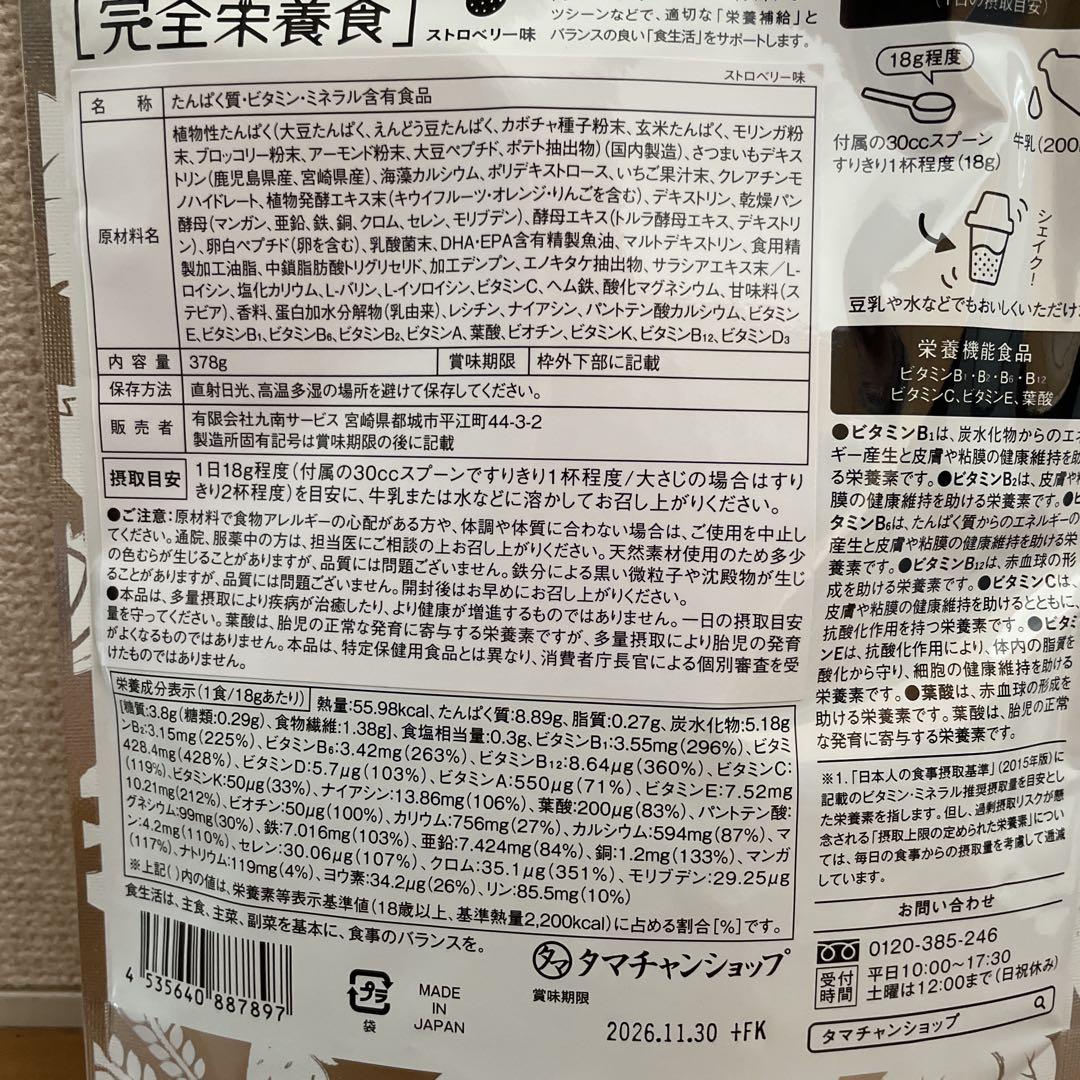 [完全栄養食]
ストロベリー味
ソシーンなどで、適切な「栄養補給」と
バランスの良い「食生活」をサポートします。
ストロベリー味
名 称 たんぱく質・ビタミン・ミネラル含有食品
原材料名
植物性たんぱく(大豆たんぱく、えんどう豆たんぱく、カボチャ種子粉末、玄米たんぱく、モリンガ粉
末、ブロッコリー粉末、アーモンド粉末、大豆ペプチド、ポテト抽出物)(国内製造)、さつまいもデキス
トリン(鹿児島県産、宮崎県産)、海藻カルシウム、ポリデキストロース、いちご果汁末、クレアチンモ
ノハイドレート、植物発酵エキス末(キウイフルーツ・オレンジ・りんごを含む)、デキストリン、乾燥パン
酵母(マンガン、亜鉛、鉄、銅、クロム、セレン、モリブデン)、酵母エキス(トルラ酵母エキス、デキストリ
ン)、卵白ペプチド(卵を含む)、乳酸菌末、DHA・EPA含有精製魚油、マルトデキストリン、食用精
製加工油脂、中鎖脂肪酸トリグリセリド、加工デンプン、エノキタケ抽出物、サラシアエキス末/L-
ロイシン、塩化カリウム、L-バリン、L-イソロイシン、ビタミンC、ヘム鉄、酸化マグネシウム、甘味料(ス
テビア)、香料、蛋白加水分解物(乳由来)、レシチン、ナイアシン、パントテン酸カルシウム、ビタミン
E、ビタミンB₁、ビタミンB₆、ビタミンB₂、ビタミンA、葉酸、ビオチン、ビタミンK、ビタミンB₁₂、ビタミンD₃
内 容 量 378g 賞味期限 枠外下部に記載
保存方法 直射日光、高温多湿の場所を避けて保存してください。
販 売 者 有限会社九南サービス 宮崎県都城市平江町44-3-2
製造所固有記号は賞味期限の後に記載
摂取目安 1日18g程度(付属の30ccスプーンですりきり1杯程度/大さじの場合はすり
きり2杯程度)を目安に、牛乳または水などに溶かしてお召し上がりください。
●ご注意:原材料で食物アレルギーの心配がある方や、体調や体質に合わない場合は、ご使用を中止し
てください。通院、服薬中の方は、担当医にご相談の上お召し上がりください。天然素材使用のため多少
の色むらが生じることがありますが、品質には問題ございません。鉄分による黒い微粒子や沈殿物が生じ
ることがありますが、品質には問題ございません。開封後はお早めにお召し上がりください。
●本品は、多量摂取により疾病が治癒したり、より健康が増進するものではありません。一日の摂取目安
量を守ってください。葉酸は、胎児の正常な発育に寄与する栄養素ですが、多量摂取により胎児の発育
がよくなるものではありません。本品は、特定保健用食品とは異なり、消費者庁長官による個別審査を受
けたものではありません。
栄養成分表示(1食/18gあたり) 熱量:55.98kcal、たんぱく質:8.89g、脂質:0.27g、炭水化物:5.18g
[糖質:3.8g(糖類:0.29g)、食物繊維:1.38g]、食塩相当量:0.3g、ビタミンB₁:3.55mg(296%)、ビタミ
ンB₂:3.15mg(225%)、ビタミンB₆:3.42mg(263%)、ビタミンB₁₂:8.64μg(360%)、ビタミンC:
428.4mg(428%)、ビタミンD:5.7μg(103%)、ビタミンA:550μg(71%)、ビタミンE:7.52mg
(119%)、ビタミンK:50μg(33%)、ナイアシン:13.86mg(106%)、葉酸:200μg(83%)、パントテン酸:
10.21mg(212%)、ビオチン:50μg(100%)、カリウム:756mg(27%)、カルシウム:594mg(87%)、マ
グネシウム:99mg(30%)、鉄:7.016mg(103%)、亜鉛:7.424mg(84%)、銅:1.2mg(133%)、マンガ
ン:4.2mg(110%)、セレン:30.06μg(107%)、クロム:35.1μg(351%)、モリブデン:29.25μg
(117%)、ナトリウム:119mg(4%)、ヨウ素:34.2μg(26%)、リン:85.5mg(10%)
※上記( )内の値は、栄養素等表示基準値(18歳以上、基準熱量2,200kcal)に占める割合[%]です。
食生活は、主食、主菜、副菜を基本に、食事のバランスを。
4 535640 887897
プラ
袋
MADE
IN
JAPAN
タマ タマチャンショップ
賞味期限
2026.11.30 +FK
(1日の摂取目安)
18g程度
付属の30ccスプーン
すりきり1杯程度(18g)
牛乳(200
シェイク!
豆乳や水などでもおいしいただけ
栄養機能食品
ビタミンB₁・B₂・B₆・B₁₂
ビタミンC、ビタミンE、葉酸
●ビタミンB₁は、炭水化物からのエネ
ギー産生と皮膚や粘膜の健康維持を助
る栄養素です。●ビタミンB₂は、皮膚や
膜の健康維持を助ける栄養素です。●ビ
タミンB₆は、たんぱく質からのエネルギーの
産生と皮膚や粘膜の健康維持を助ける栄
養素です。●ビタミンB₁₂は、赤血球の形
成を助ける栄養素です。●ビタミンCは、
皮膚や粘膜の健康維持を助けるとともに、
抗酸化作用を持つ栄養素です。●ビタミ
ンEは、抗酸化作用により、体内の脂質を
酸化から守り、細胞の健康維持を助ける
栄養素です。●葉酸は、赤血球の形成を
助ける栄養素です。葉酸は、胎児の正常
な発育に寄与する栄養素です。
※1.「日本人の食事摂取基準」(2015年版)に
記載のビタミン・ミネラル推奨摂取量を目安とし
た栄養素を指します。但し、過剰摂取リスクが懸
念される「摂取上限の定められた栄養素」につい
ては、毎日の食事からの摂取量を考慮して適減
しています。
お問い合わせ
0120-385-246
受付
時間
平日10:00〜17:30
土曜は12:00まで(日祝休み)
タマチャンショップ